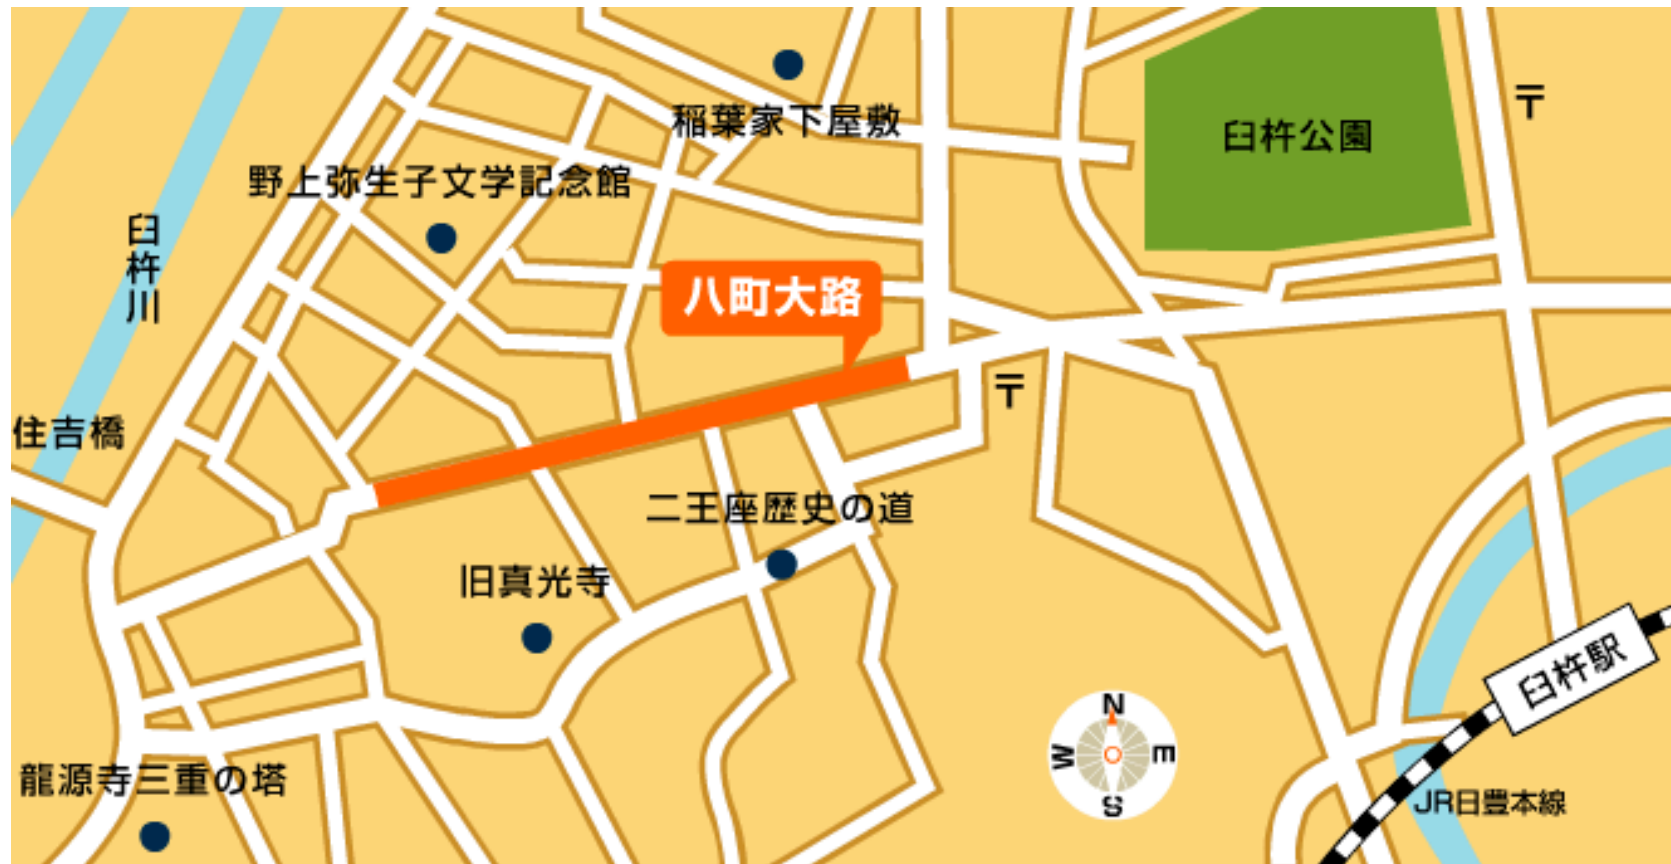 稲葉家下屋敷
〒
臼杵公園
野上弥生子文学記念館
臼杵川
八町大路
〒
住吉橋
二王座歴史の道
旧真光寺
臼杵駅
N
W
E
S
龍源寺三重の塔
JR日豊本線